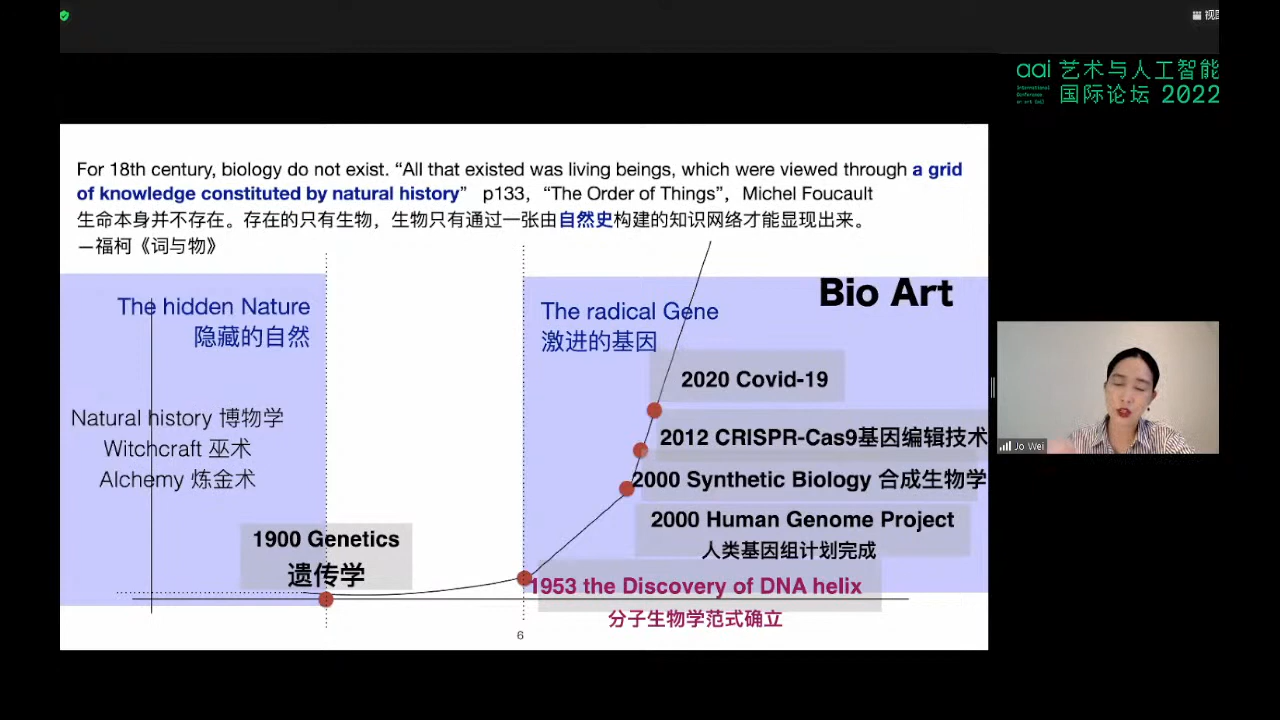 视图
aai 艺术与人工智能
国际论坛 2022
International
Conference
on Art (aI)
For 18th century, biology do not exist. “All that existed was living beings, which were viewed through a grid
of knowledge constituted by natural history” p133, “The Order of Things”, Michel Foucault
生命本身并不存在。存在的只有生物，生物只有通过一张由自然史构建的知识网络才能显现出来。
—福柯《词与物》
The hidden Nature
隐藏的自然
Natural history 博物学
Witchcraft 巫术
Alchemy 炼金术
1900 Genetics
遗传学
The radical Gene
激进的基因
Bio Art
2020 Covid-19
2012 CRISPR-Cas9基因编辑技术
2000 Synthetic Biology 合成生物学
2000 Human Genome Project
人类基因组计划完成
1953 the Discovery of DNA helix
分子生物学范式确立
6
Jo Wei